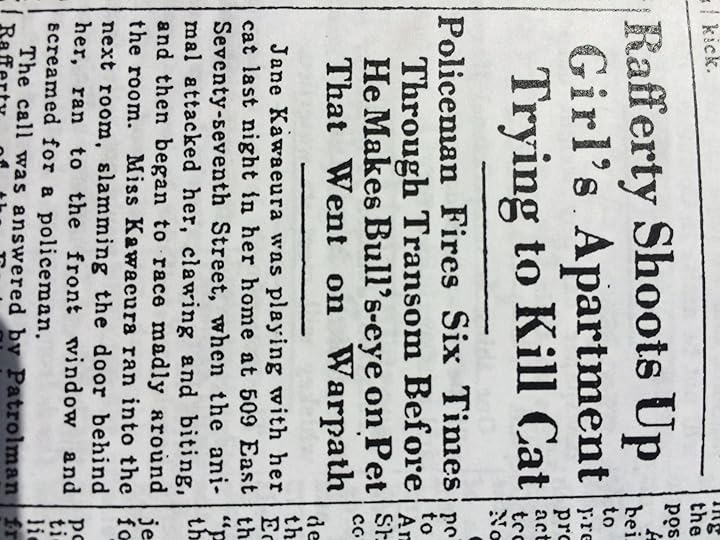 kick.
Rafferty Shoots Up
Girl's Apartment
Trying to Kill Cat
Policeman Fires Six Times
Through Transom Before
He Makes Bull's-eye on Pet
That Went on Warpath
Jane Kawaeura was playing with her
cat last night in her home at 509 East
Seventy-seventh Street, when the ani-
mal attacked her, clawing and biting,
and then began to race madly around
the room. Miss Kawaeura ran into the
next room, slamming the door behind
her, ran to the front window and
screamed for a policeman.
The call was answered by Patrolman
Rafferty of the